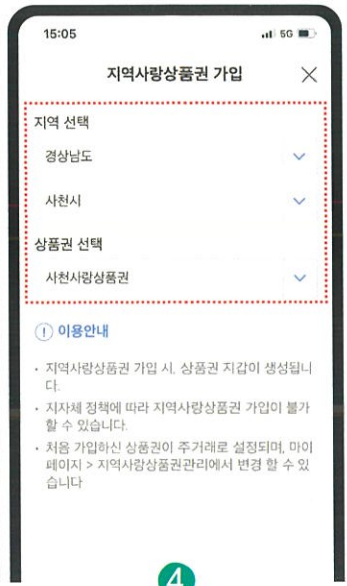 15:05
5G
지역사랑상품권 가입
지역 선택
경상남도
사천시
상품권 선택
사천사랑상품권
이용안내
• 지역사랑상품권 가입 시, 상품권 지갑이 생성됩니
다.
• 지자체 정책에 따라 지역사랑상품권 가입이 불가
할 수 있습니다.
• 처음 가입하신 상품권이 주거래로 설정되며, 마이
페이지 > 지역사랑상품권관리에서 변경 할 수 있
습니다
4